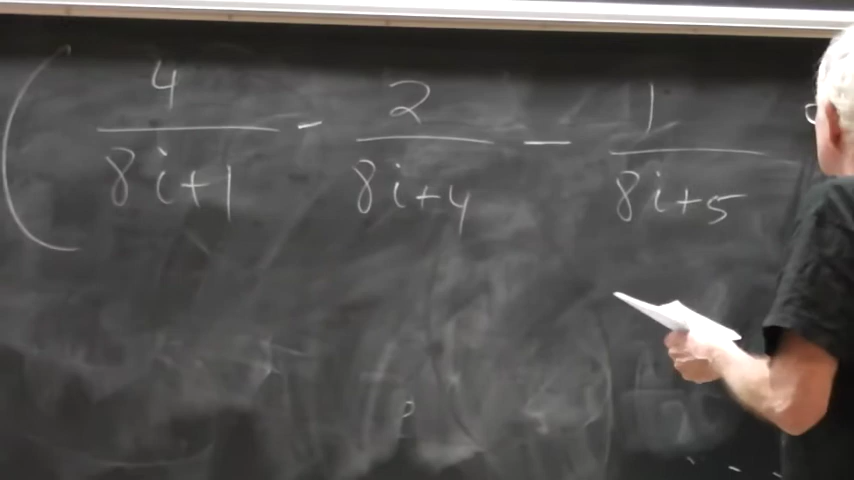 ( 4/(8i+1) - 2/(8i+4) - 1/(8i+5)